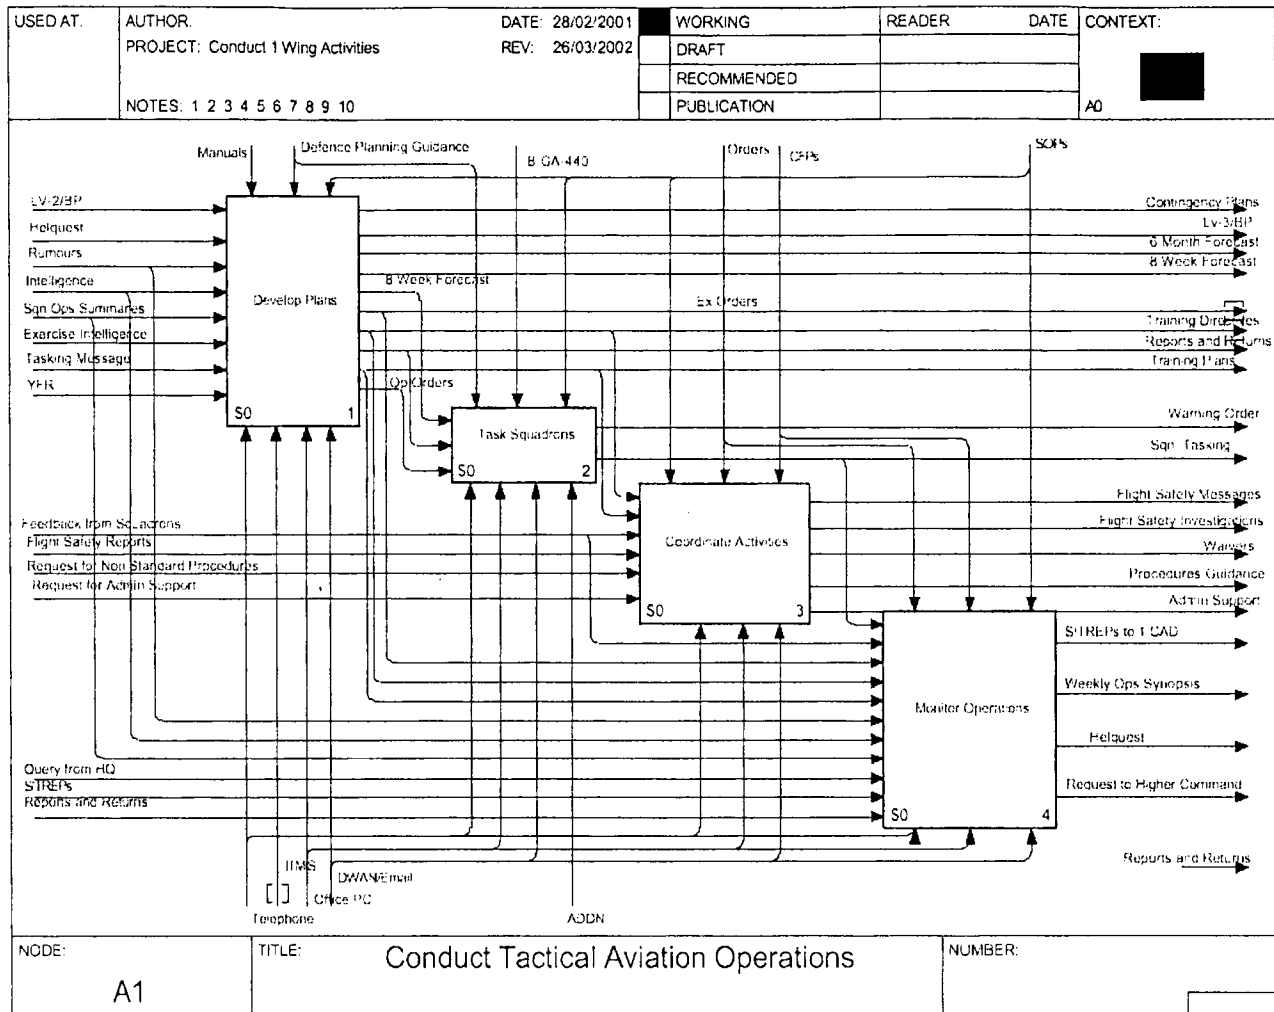 USED AT:
AUTHOR:
DATE: 28/02/2001
WORKING
READER
DATE
CONTEXT:
PROJECT: Conduct 1 Wing Activities
REV: 26/03/2002
DRAFT
RECOMMENDED
NOTES: 1 2 3 4 5 6 7 8 9 10
PUBLICATION
A0
Manuals
Defence Planning Guidance
B-GA-440
Orders
CFPs
SOPs
LV-2/BP
Helquest
Rumours
Intelligence
Sqn Ops Summaries
Exercise Intelligence
Tasking Message
YFR
Develop Plans
S0
1
8 Week Forecast
Op Orders
Ex Orders
Contingency Plans
Lv-3/BP
6 Month Forecast
8 Week Forecast
Reports and Returns
Training Plans
Task Squadrons
S0
2
Warning Order
Sqn. Tasking
Feedback from Squadrons
Flight Safety Reports
Request for Non Standard Procedures
Request for Admin Support
Coordinate Activities
S0
3
Flight Safety Messages
Flight Safety Investigations
Waivers
Procedures Guidance
Admin Support
SITREPs to 1 CAD
Weekly Ops Synopsis
Helquest
Request to Higher Command
Monitor Operations
S0
4
Query from HQ
SITREPs
Reports and Returns
Reports and Returns
ITMIS
DWAN/Email
Office PC
Telephone
ADDN
NODE:
TITLE:
Conduct Tactical Aviation Operations
NUMBER:
A1